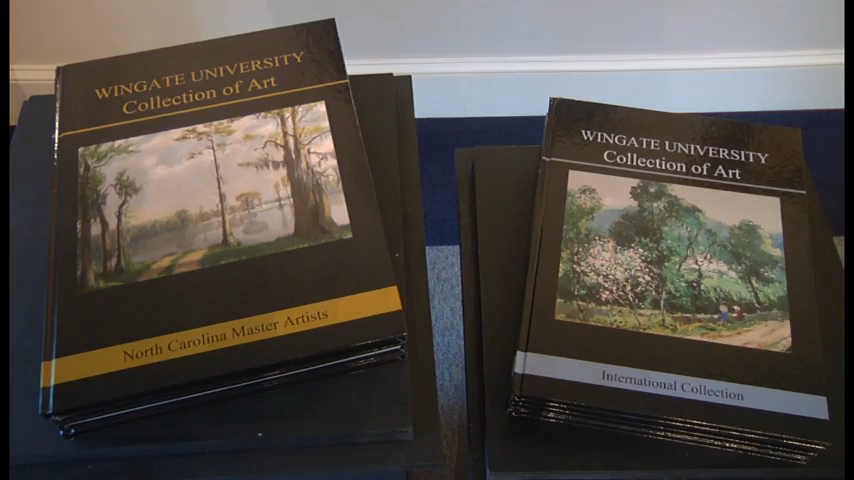 WINGATE UNIVERSITY
Collection of Art
North Carolina Master Artists
WINGATE UNIVERSITY
Collection of Art
International Collection